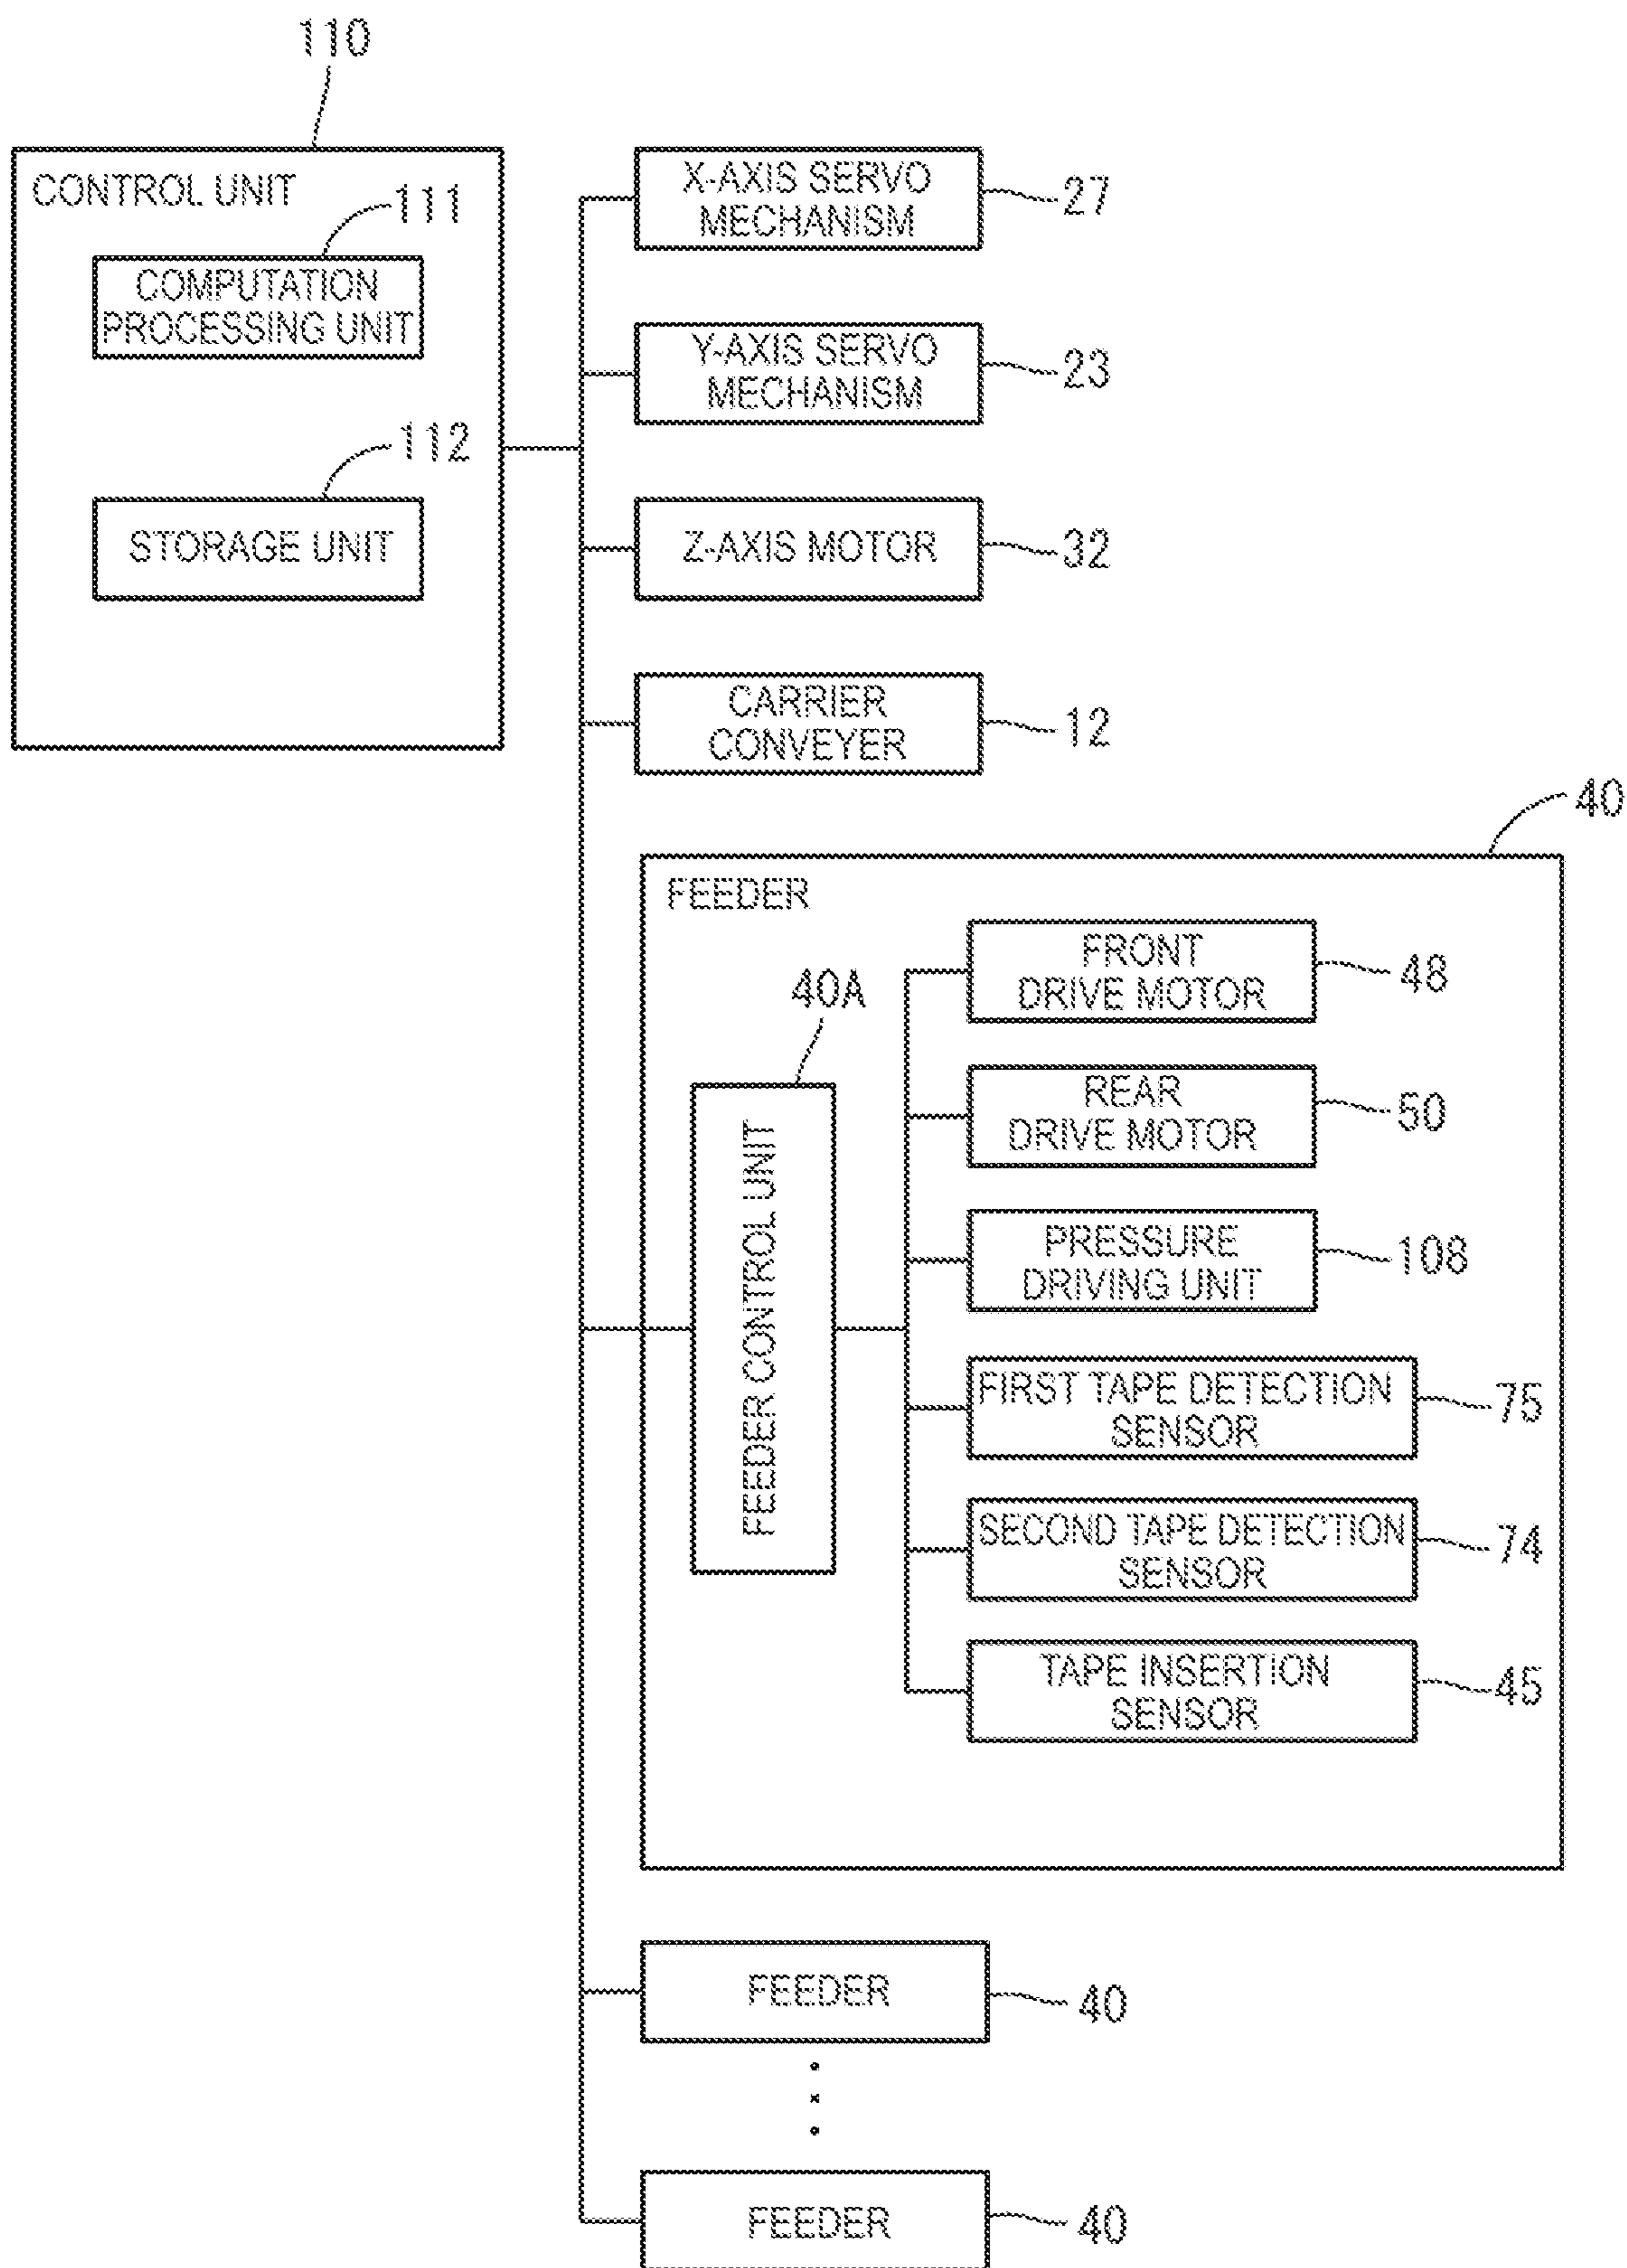 110
CONTROL UNIT
111
COMPUTATION
PROCESSING UNIT
112
STORAGE UNIT
X-AXIS SERVO
MECHANISM
27
Y-AXIS SERVO
MECHANISM
23
Z-AXIS MOTOR
32
CARRIER
CONVEYER
12
40
FEEDER
40A
FEEDER CONTROL UNIT
FRONT
DRIVE MOTOR
48
REAR
DRIVE MOTOR
50
PRESSURE
DRIVING UNIT
108
FIRST TAPE DETECTION
SENSOR
75
SECOND TAPE DETECTION
SENSOR
74
TAPE INSERTION
SENSOR
45
FEEDER
40
FEEDER
40